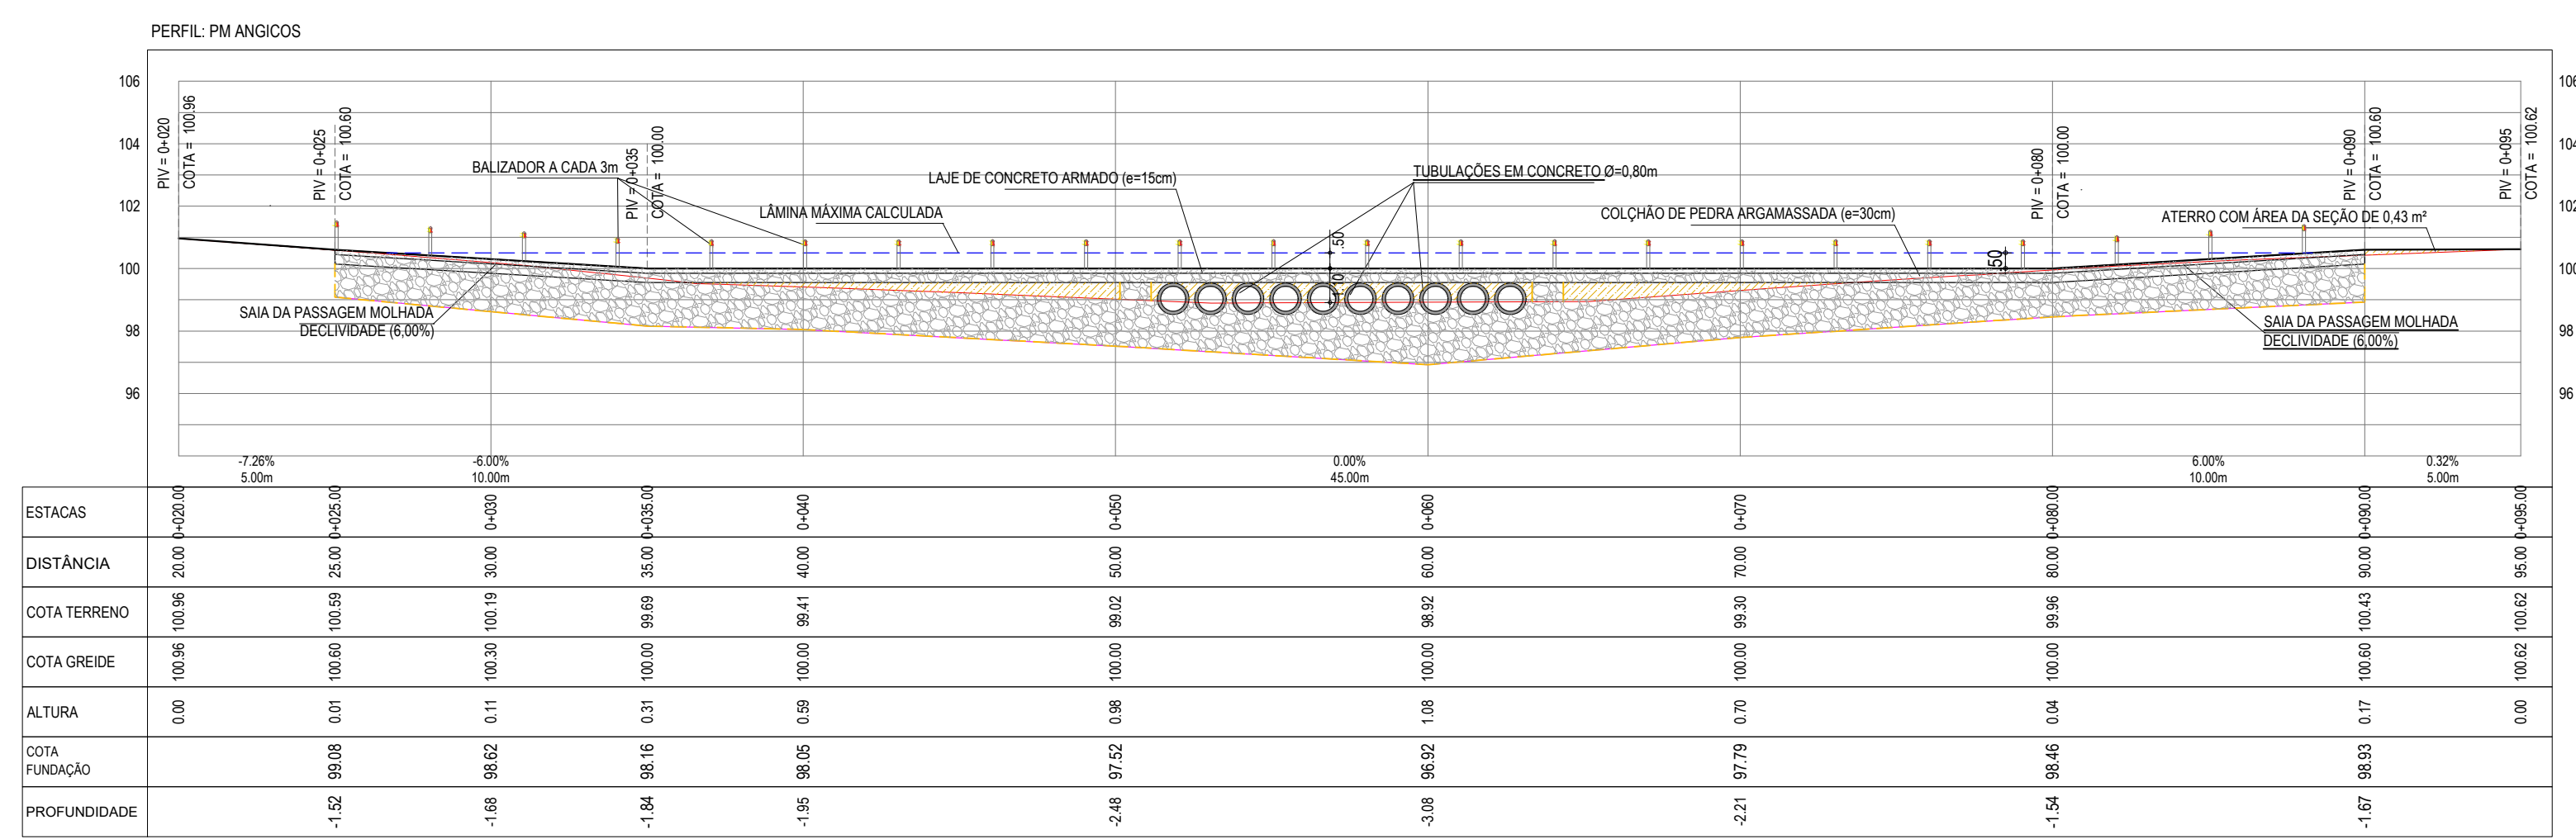 PERFIL: PM ANGICOS
106
104
102
100
98
96
106
104
102
100
98
96
PIV = 0+020
COTA = 100.96
PIV = 0+025
COTA = 100.60
PIV = 0+035
COTA = 100.00
PIV = 0+080
COTA = 100.00
PIV = 0+090
COTA = 100.60
PIV = 0+095
COTA = 100.62
BALIZADOR A CADA 3m
LÂMINA MÁXIMA CALCULADA
LAJE DE CONCRETO ARMADO (e=15cm)
TUBULAÇÕES EM CONCRETO Ø=0,80m
COLÇHÃO DE PEDRA ARGAMASSADA (e=30cm)
ATERRO COM ÁREA DA SEÇÃO DE 0,43 m²
.50
1.10
.50
SAIA DA PASSAGEM MOLHADA
DECLIVIDADE (6,00%)
SAIA DA PASSAGEM MOLHADA
DECLIVIDADE (6,00%)
-7.26% -6.00% 0.00% 6.00% 0.32%
5.00m 10.00m 45.00m 10.00m 5.00m
ESTACAS 0+020.00 0+025.00 0+030 0+035.00 0+040 0+050 0+060 0+070 0+080.00 0+090.00 0+095.00
DISTÂNCIA 20.00 25.00 30.00 35.00 40.00 50.00 60.00 70.00 80.00 90.00 95.00
COTA TERRENO 100.96 100.59 100.19 99.69 99.41 99.02 98.92 99.30 99.96 100.43 100.62
COTA GREIDE 100.96 100.60 100.30 100.00 100.00 100.00 100.00 100.00 100.00 100.60 100.62
ALTURA 0.00 0.01 0.11 0.31 0.59 0.98 1.08 0.70 0.04 0.17 0.00
COTA
FUNDAÇÃO 99.08 98.62 98.16 98.05 97.52 96.92 97.79 98.46 98.93
PROFUNDIDADE -1.52 -1.68 -1.84 -1.95 -2.48 -3.08 -2.21 -1.54 -1.67